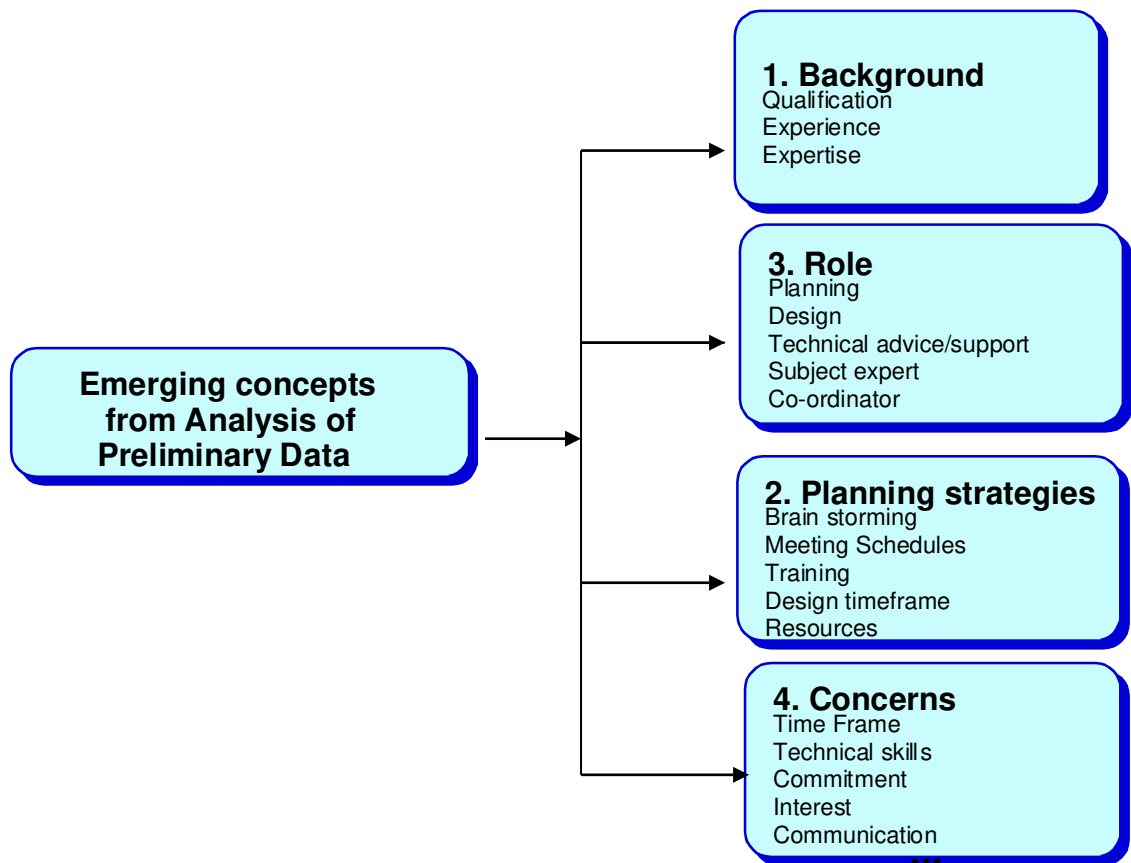 Emerging concepts
from Analysis of
Preliminary Data
1. Background
Qualification
Experience
Expertise
3. Role
Planning
Design
Technical advice/support
Subject expert
Co-ordinator
2. Planning strategies
Brain storming
Meeting Schedules
Training
Design timeframe
Resources
4. Concerns
Time Frame
Technical skills
Commitment
Interest
Communication